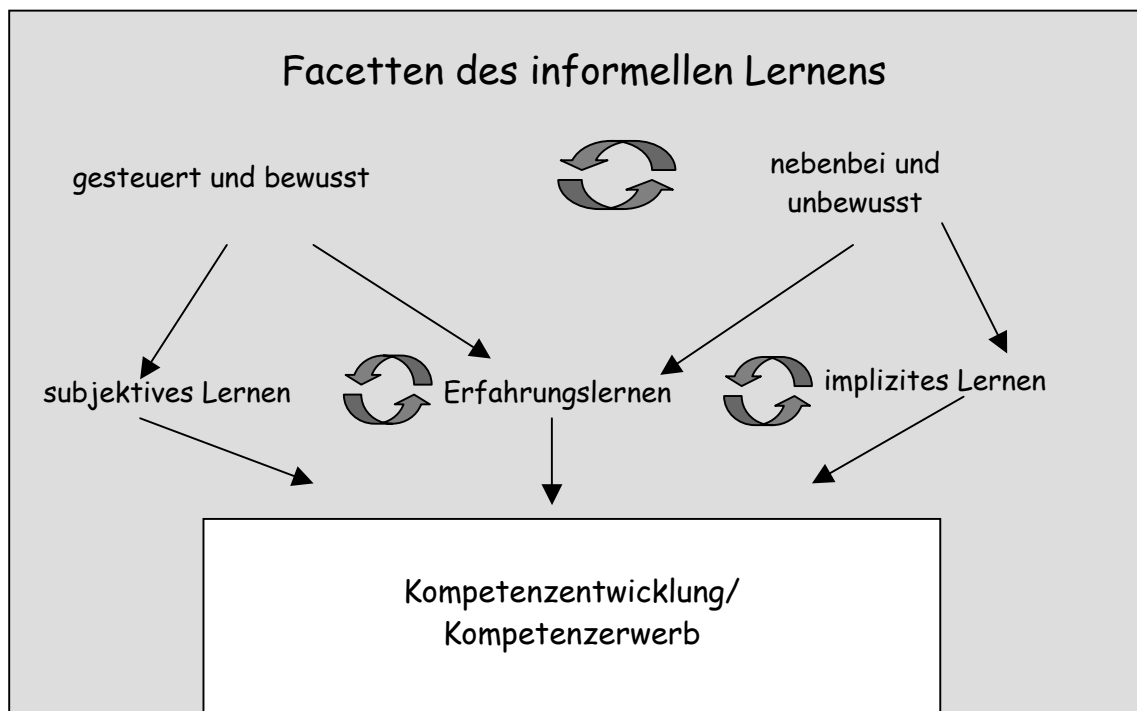 Facetten des informellen Lernens
gesteuert und bewusst
nebenbei und
unbewusst
subjektives Lernen
Erfahrungslernen
implizites Lernen
Kompetenzentwicklung/
Kompetenzerwerb